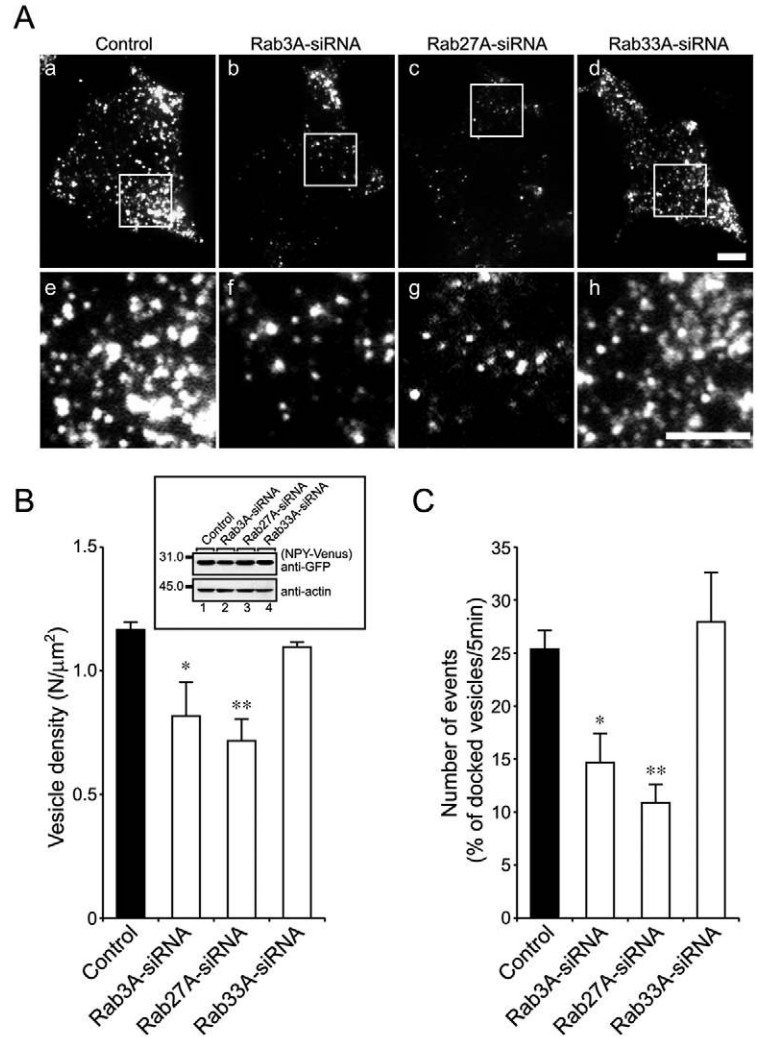 A
Control Rab3A-siRNA Rab27A-siRNA Rab33A-siRNA
a b c d
e f g h
B
Control Rab3A-siRNA Rab27A-siRNA Rab33A-siRNA
31.0 (NPY-Venus)
anti-GFP
45.0 anti-actin
1 2 3 4
Vesicle density (N/μm²)
1.5
1.0
0.5
0
* **
Control Rab3A-siRNA Rab27A-siRNA Rab33A-siRNA
C
Number of events
(% of docked vesicles/5min)
35
30
25
20
15
10
5
0
* **
Control Rab3A-siRNA Rab27A-siRNA Rab33A-siRNA